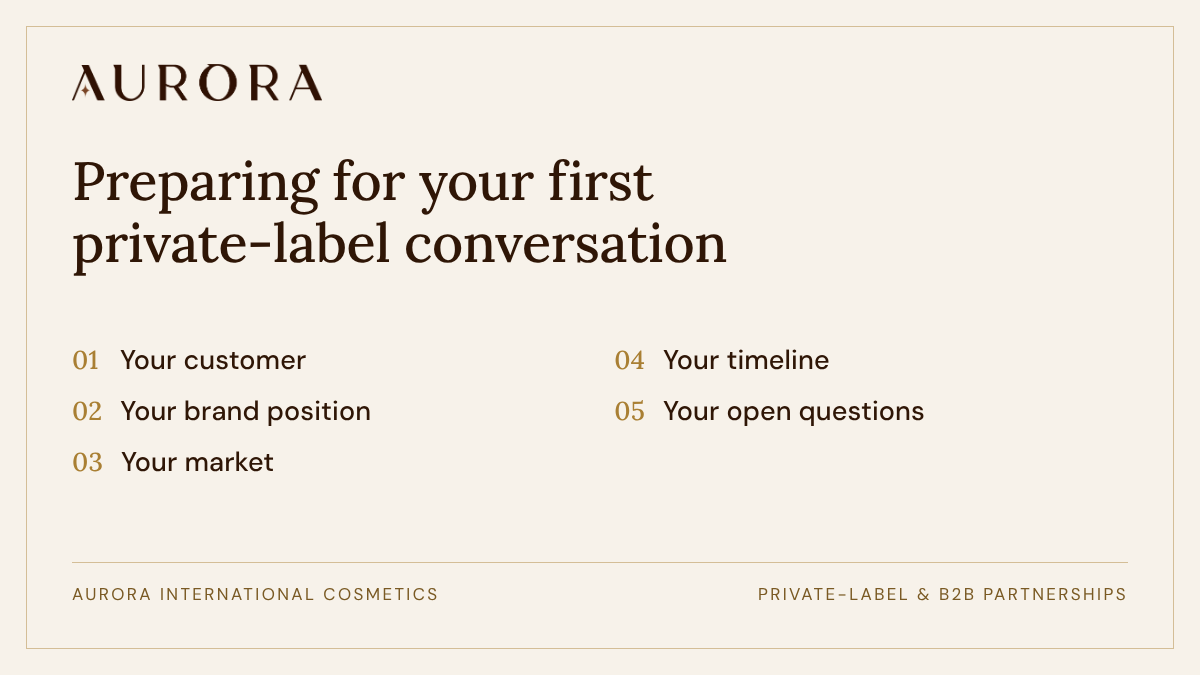 AURORA
Preparing for your first
private-label conversation
01 Your customer
02 Your brand position
03 Your market
04 Your timeline
05 Your open questions
AURORA INTERNATIONAL COSMETICS
PRIVATE-LABEL & B2B PARTNERSHIPS